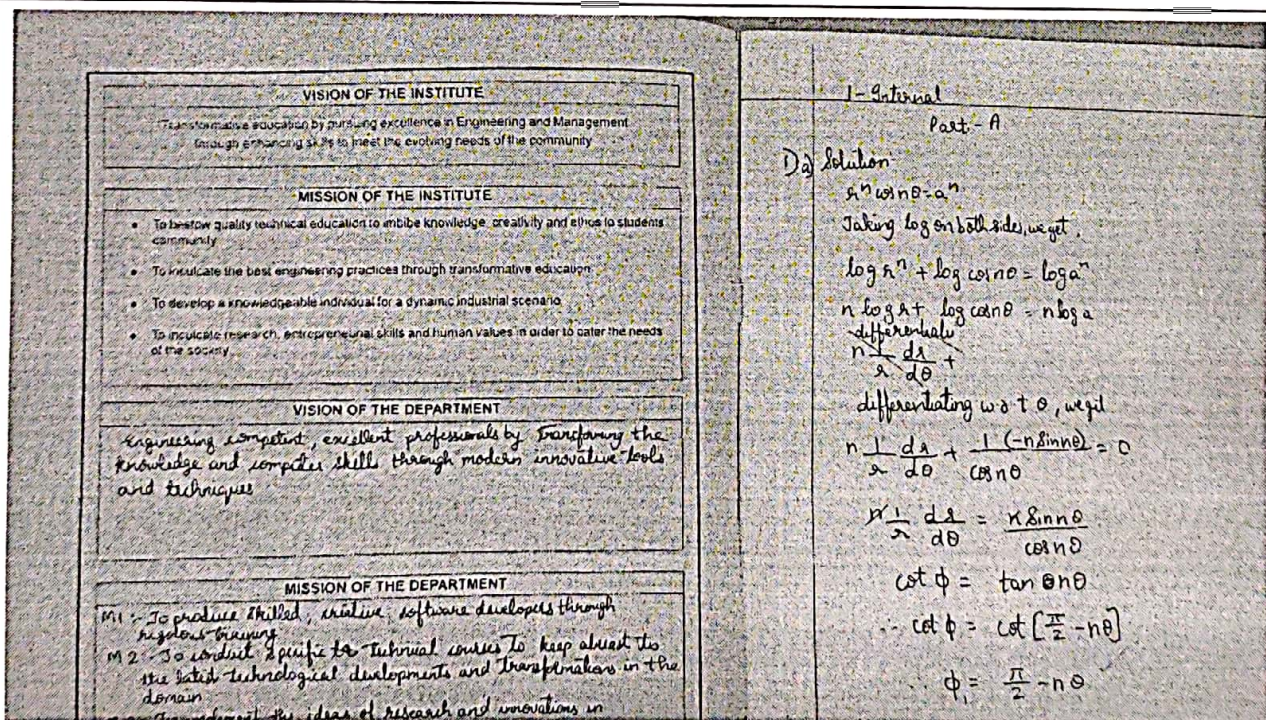 VISION OF THE INSTITUTE
Transformative education by pursuing excellence in Engineering and Management
through enhancing skills to meet the evolving needs of the community
MISSION OF THE INSTITUTE
• To bestow quality technical education to imbibe knowledge, creativity and ethos to students
community
• To inculcate the best engineering practices through transformative education
• To develop a knowledgeable individual for a dynamic industrial scenario
• To inculcate research, entrepreneurial skills and human values in order to cater the needs
of the society
VISION OF THE DEPARTMENT
Engineering competent, excellent professionals by transforming the
knowledge and computer skills through modern innovative tools
and techniques
MISSION OF THE DEPARTMENT
M1 :- To produce skilled, creative, software developers through
rigorous training
M2 :- To conduct specific technical courses to keep abreast to
the latest technological developments and transformations in the
domain
the ideas of research and innovations in
1 - Internal
Part - A
1) a) Solution
r^n cos nθ = a^n
Taking log on both sides, we get,
log r^n + log cos nθ = log a^n
n log r + log cos nθ = n log a
differentiate
n 1/r dr/dθ +
differentiating w r t θ, we get
n 1/r dr/dθ + 1 (-n sin nθ)/cos nθ = 0
n 1/r dr/dθ = n sin nθ/cos nθ
cot ϕ = tan θnθ
∴ cot ϕ = cot [π/2 - nθ]
∴ ϕ₁ = π/2 - nθ